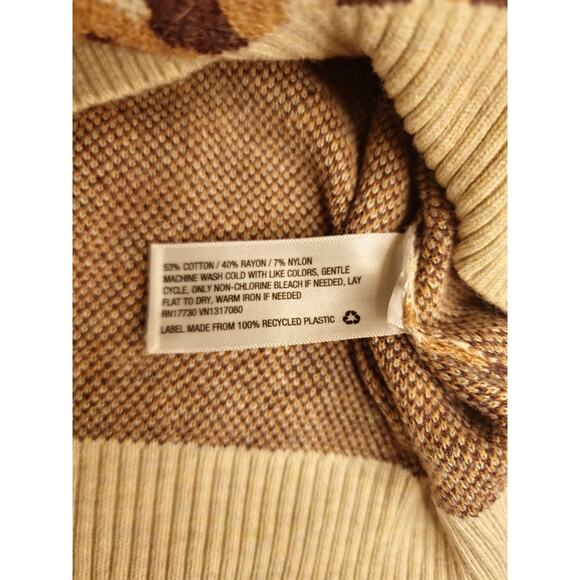 53% COTTON / 40% RAYON / 7% NYLON
MACHINE WASH COLD WITH LIKE COLORS, GENTLE
CYCLE, ONLY NON-CHLORINE BLEACH IF NEEDED, LAY
FLAT TO DRY, WARM IRON IF NEEDED
RN17730 VN1317080
LABEL MADE FROM 100% RECYCLED PLASTIC